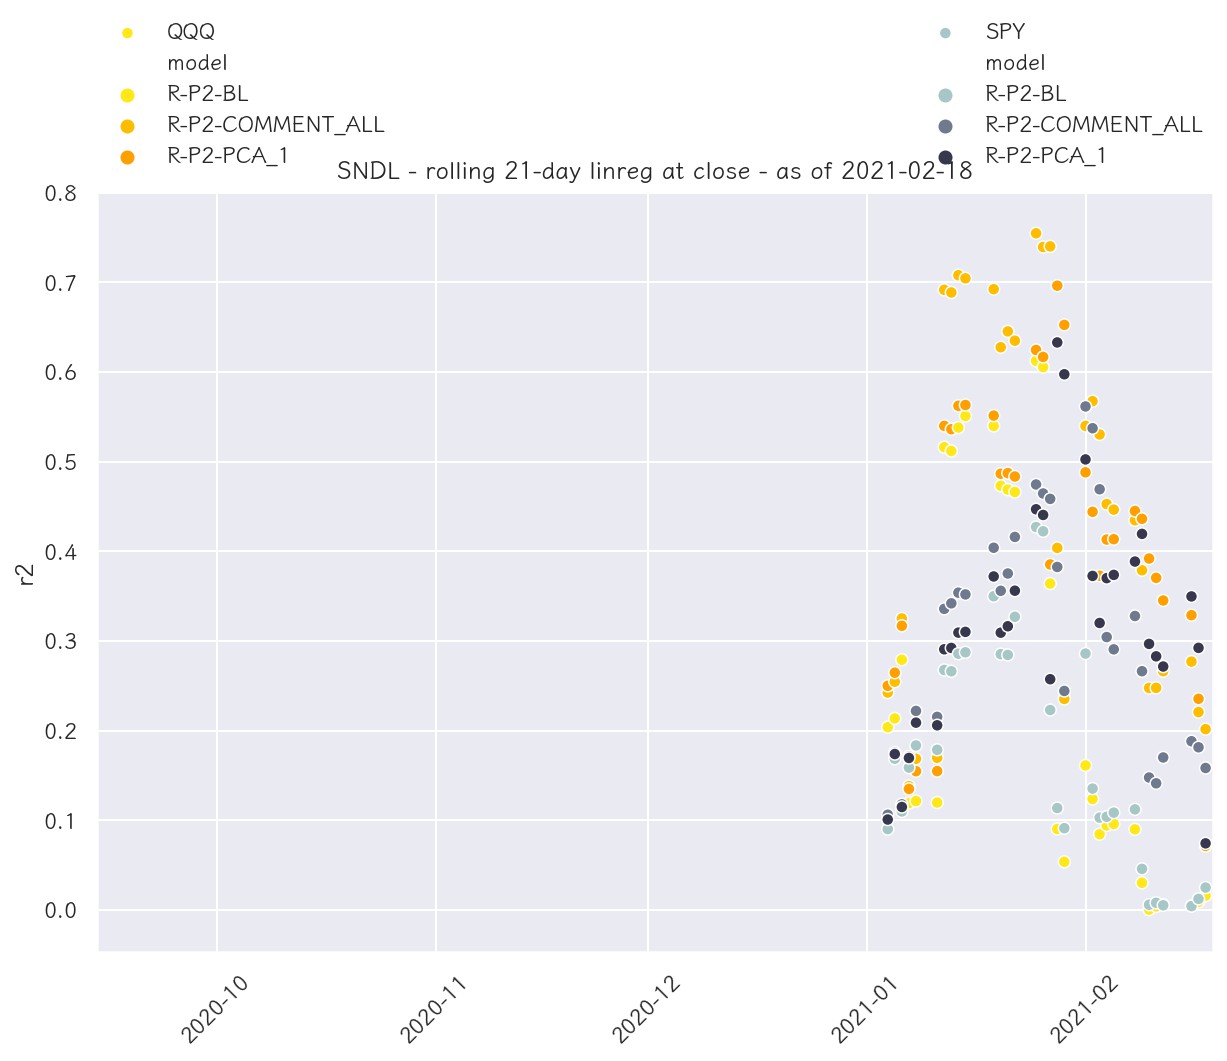 QQQ
model
R-P2-BL
R-P2-COMMENT_ALL
R-P2-PCA_1
SPY
model
R-P2-BL
R-P2-COMMENT_ALL
R-P2-PCA_1
SNDL - rolling 21-day linreg at close - as of 2021-02-18
0.8
0.7
0.6
0.5
0.4
0.3
0.2
0.1
0.0
r2
2020-10
2020-11
2020-12
2021-01
2021-02